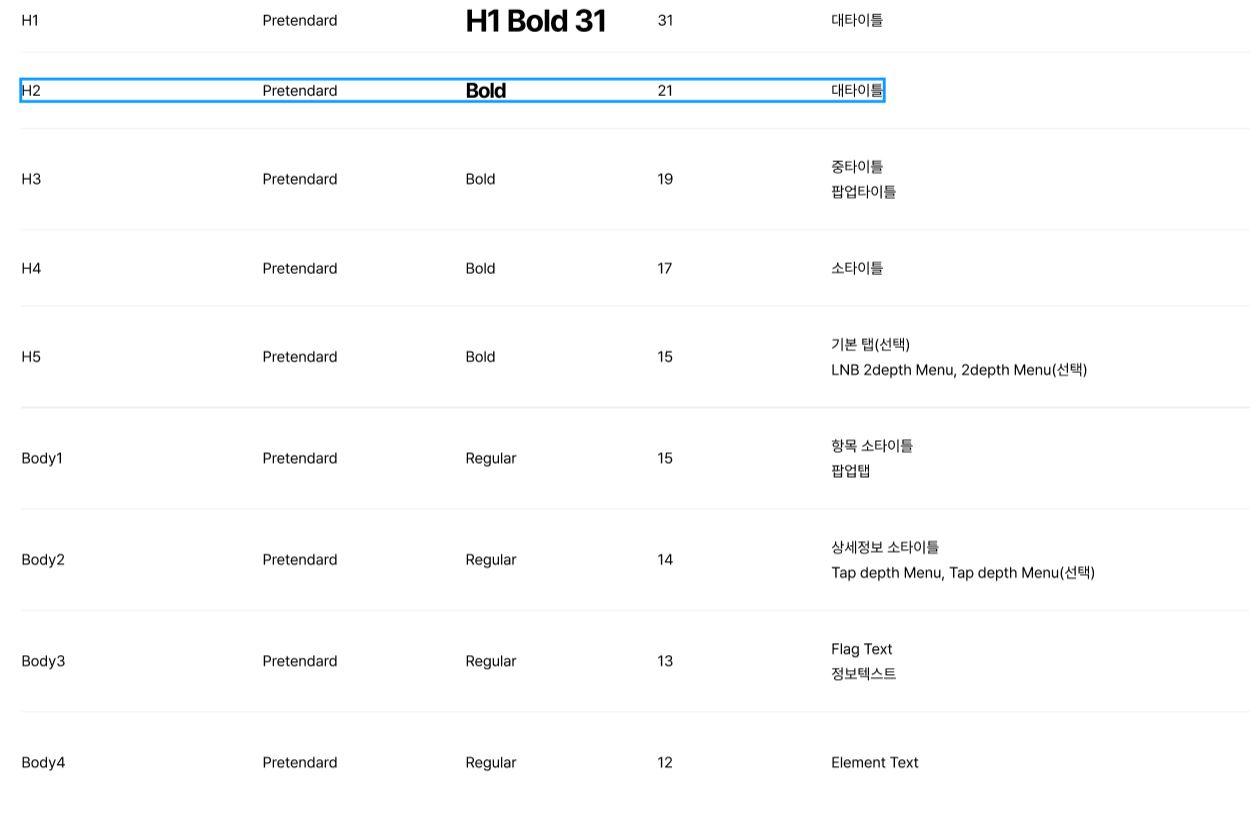 H1 Pretendard H1 Bold 31 31 대타이틀
H2 Pretendard Bold 21 대타이틀
H3 Pretendard Bold 19 중타이틀
팝업타이틀
H4 Pretendard Bold 17 소타이틀
H5 Pretendard Bold 15 기본 탭(선택)
LNB 2depth Menu, 2depth Menu(선택)
Body1 Pretendard Regular 15 항목 소타이틀
팝업탭
Body2 Pretendard Regular 14 상세정보 소타이틀
Tap depth Menu, Tap depth Menu(선택)
Body3 Pretendard Regular 13 Flag Text
정보텍스트
Body4 Pretendard Regular 12 Element Text